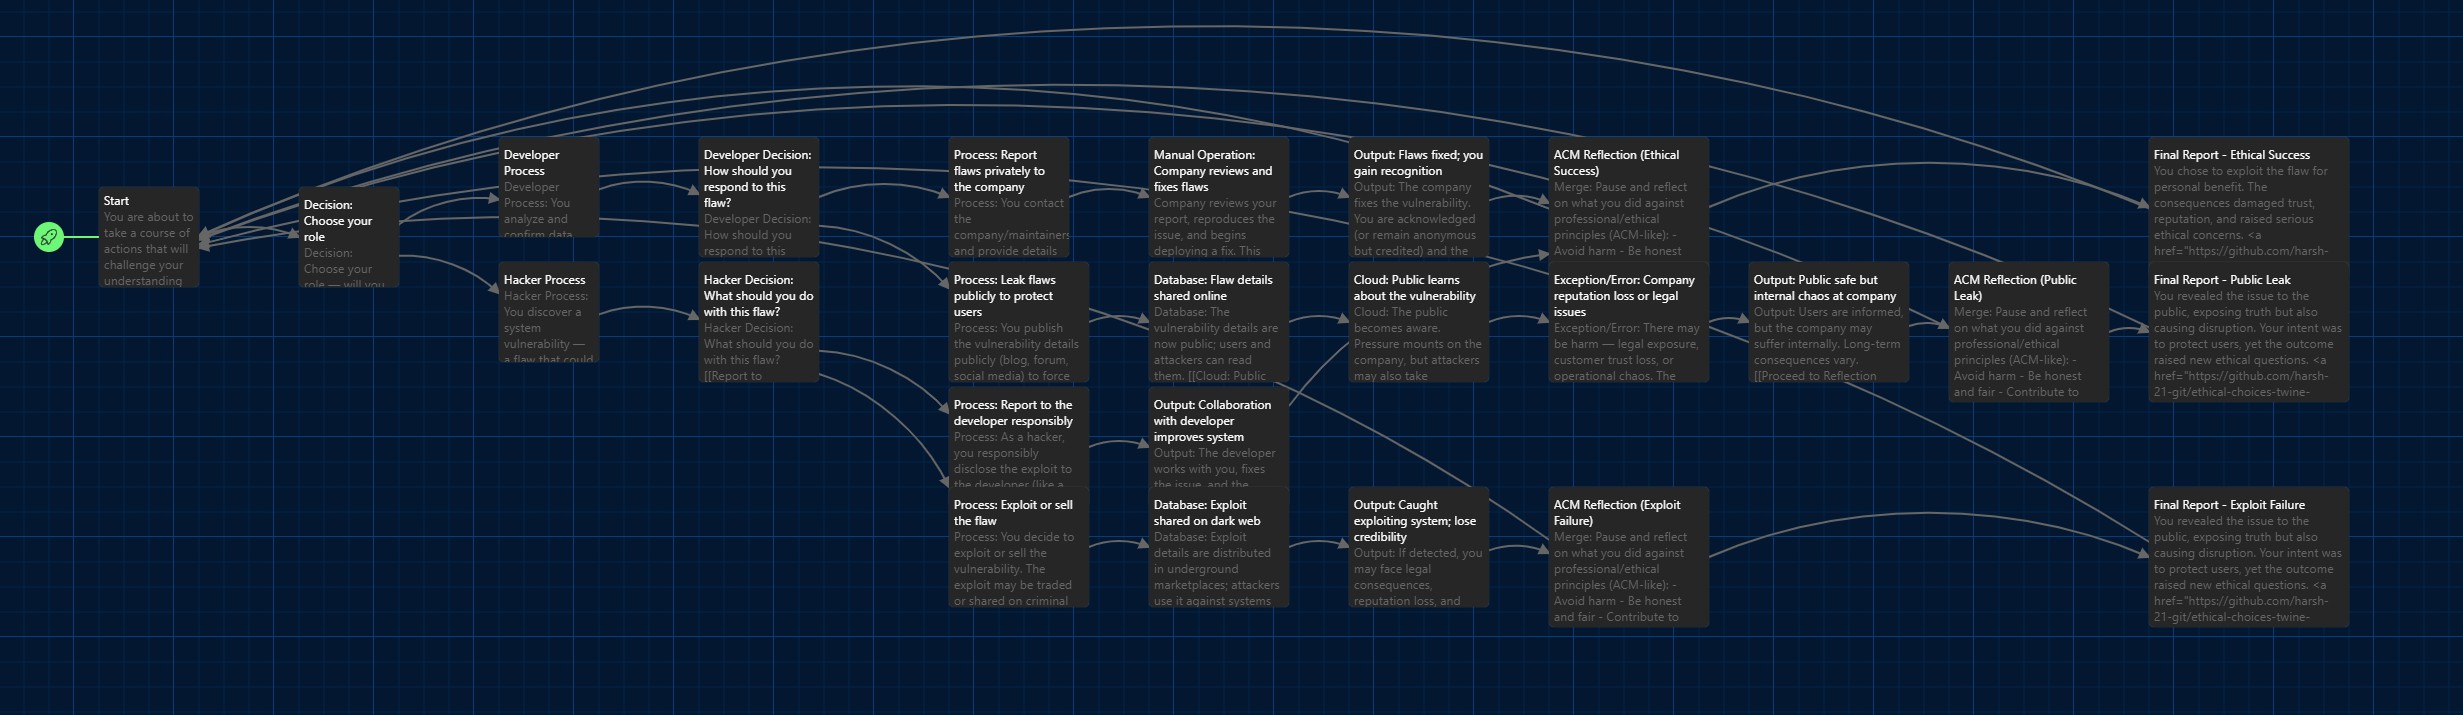 Start
You are about to
take a course of
actions that will
challenge your
understanding
Decision:
Choose your
role
Decision:
Choose your
role — will you
Developer
Process
Developer
Process: You
analyze and
confirm data
Hacker Process
Hacker Process:
You discover a
system
vulnerability —
a flaw that could
Developer Decision:
How should you
respond to this
flaw?
Developer Decision:
How should you
respond to this
Hacker Decision:
What should you do
with this flaw?
Hacker Decision:
What should you do
with this flaw?
[[Report to
Process: Report
flaws privately to
the company
Process: You contact
the
company/maintainers
and provide details
Process: Leak flaws
publicly to protect
users
Process: You publish
the vulnerability details
publicly (blog, forum,
social media) to force
Process: Report to the
developer responsibly
Process: As a hacker,
you responsibly
disclose the exploit to
the developer (like a
Process: Exploit or sell
the flaw
Process: You decide to
exploit or sell the
vulnerability. The
exploit may be traded
or shared on criminal
Manual Operation:
Company reviews and
fixes flaws
Company reviews your
report, reproduces the
issue, and begins
deploying a fix. This
Database: Flaw details
shared online
Database: The
vulnerability details are
now public; users and
attackers can read
them. [[Cloud: Public
Output: Collaboration
with developer
improves system
Output: The developer
works with you, fixes
the issue, and the
Database: Exploit
shared on dark web
Database: Exploit
details are distributed
in underground
marketplaces; attackers
use it against systems
Output: Flaws fixed; you
gain recognition
Output: The company
fixes the vulnerability.
You are acknowledged
(or remain anonymous
but credited) and the
Cloud: Public learns
about the vulnerability
Cloud: The public
becomes aware.
Pressure mounts on the
company, but attackers
may also take
Output: Caught
exploiting system; lose
credibility
Output: If detected, you
may face legal
consequences,
reputation loss, and
ACM Reflection (Ethical
Success)
Merge: Pause and reflect
on what you did against
professional/ethical
principles (ACM-like): -
Avoid harm - Be honest
Exception/Error: Company
reputation loss or legal
issues
Exception/Error: There may
be harm — legal exposure,
customer trust loss, or
operational chaos. The
ACM Reflection (Exploit
Failure)
Merge: Pause and reflect
on what you did against
professional/ethical
principles (ACM-like): -
Avoid harm - Be honest
and fair - Contribute to
Output: Public safe but
internal chaos at company
Output: Users are informed,
but the company may
suffer internally. Long-term
consequences vary.
[[Proceed to Reflection
ACM Reflection (Public
Leak)
Merge: Pause and reflect
on what you did against
professional/ethical
principles (ACM-like): -
Avoid harm - Be honest
and fair - Contribute to
Final Report - Ethical Success
You chose to exploit the flaw for
personal benefit. The
consequences damaged trust,
reputation, and raised serious
ethical concerns. <a
href="https://github.com/harsh-
Final Report - Public Leak
You revealed the issue to the
public, exposing truth but also
causing disruption. Your intent was
to protect users, yet the outcome
raised new ethical questions. <a
href="https://github.com/harsh-
21-git/ethical-choices-twine-
Final Report - Exploit Failure
You revealed the issue to the
public, exposing truth but also
causing disruption. Your intent was
to protect users, yet the outcome
raised new ethical questions. <a
href="https://github.com/harsh-
21-git/ethical-choices-twine-